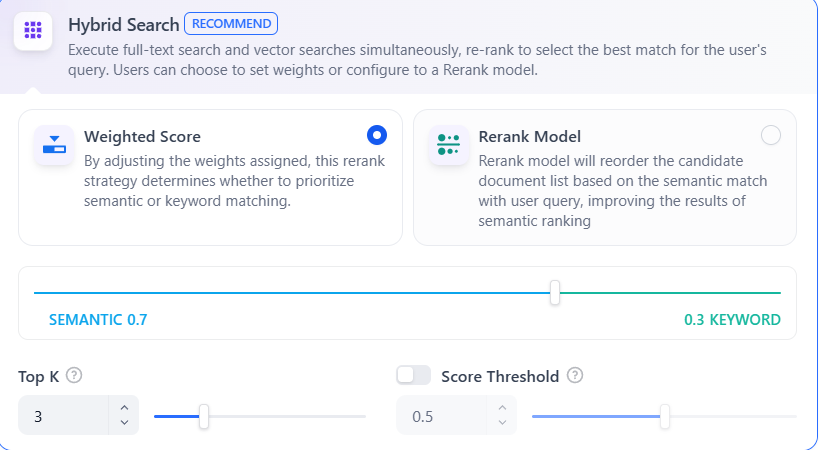 Hybrid Search RECOMMEND
Execute full-text search and vector searches simultaneously, re-rank to select the best match for the user's
query. Users can choose to set weights or configure to a Rerank model.
Weighted Score
By adjusting the weights assigned, this rerank
strategy determines whether to prioritize
semantic or keyword matching.
Rerank Model
Rerank model will reorder the candidate
document list based on the semantic match
with user query, improving the results of
semantic ranking
SEMANTIC 0.7
0.3 KEYWORD
Top K ?
3
Score Threshold ?
0.5